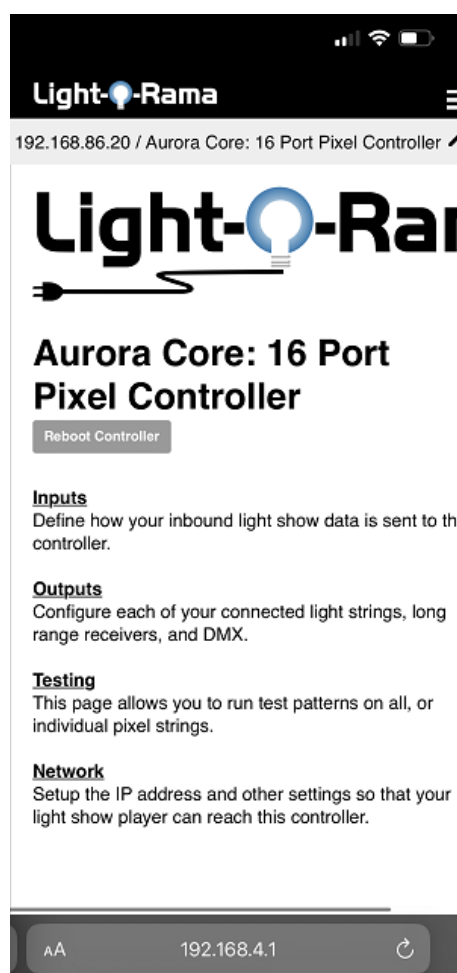 Light-O-Rama
192.168.86.20 / Aurora Core: 16 Port Pixel Controller
Light-O-Rar
Aurora Core: 16 Port
Pixel Controller
Reboot Controller
Inputs
Define how your inbound light show data is sent to th
controller.
Outputs
Configure each of your connected light strings, long
range receivers, and DMX.
Testing
This page allows you to run test patterns on all, or
individual pixel strings.
Network
Setup the IP address and other settings so that your
light show player can reach this controller.
AA
192.168.4.1